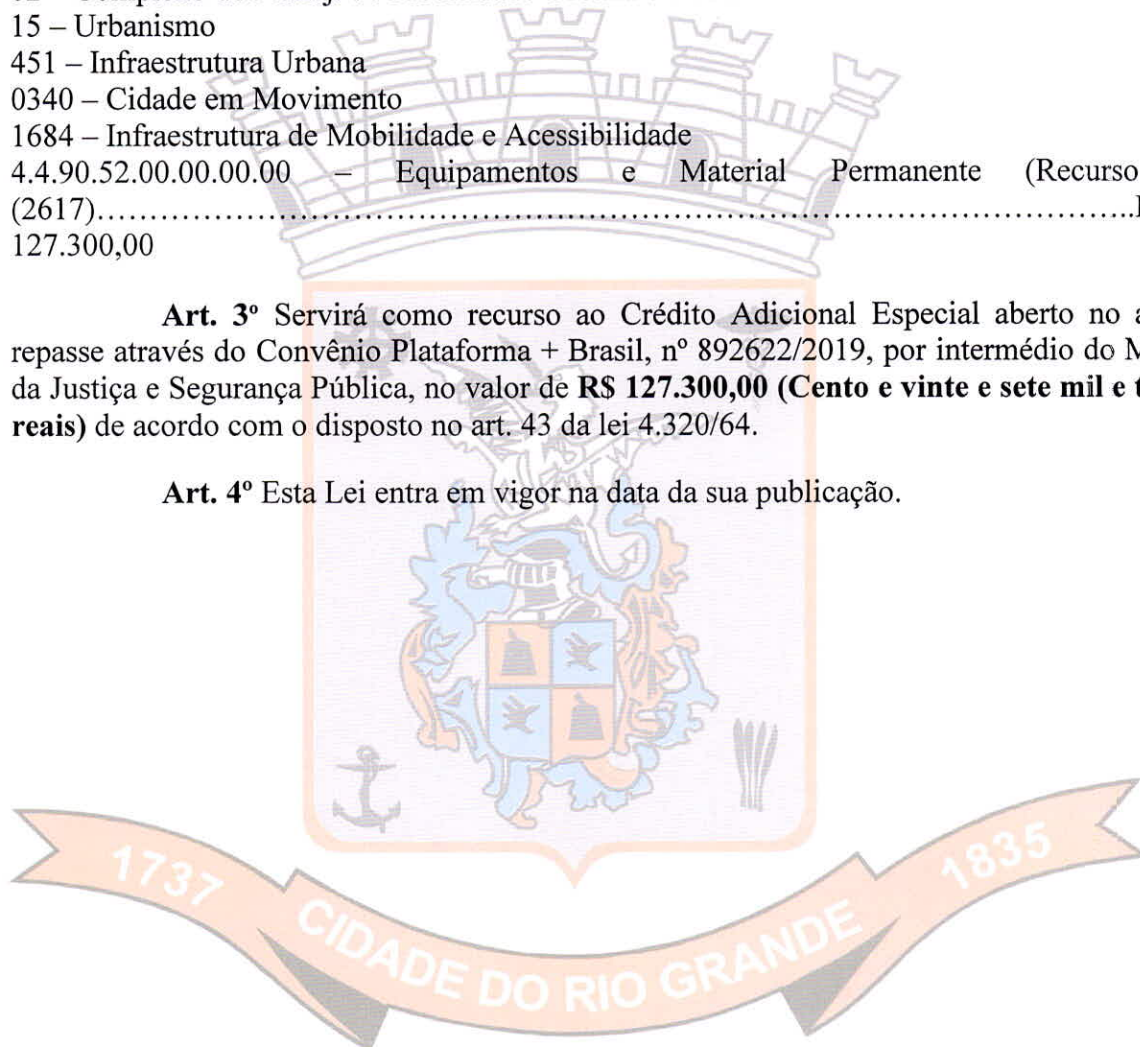 15 – Urbanismo
451 – Infraestrutura Urbana
0340 – Cidade em Movimento
1684 – Infraestrutura de Mobilidade e Acessibilidade
4.4.90.52.00.00.00.00 – Equipamentos e Material Permanente (Recurso
(2617)……………………………………………………………………………………..
127.300,00
Art. 3º Servirá como recurso ao Crédito Adicional Especial aberto no
repasse através do Convênio Plataforma + Brasil, nº 892622/2019, por intermédio do
da Justiça e Segurança Pública, no valor de R$ 127.300,00 (Cento e vinte e sete mil e
reais) de acordo com o disposto no art. 43 da lei 4.320/64.
Art. 4º Esta Lei entra em vigor na data da sua publicação.
1737 CIDADE DO RIO GRANDE 1835